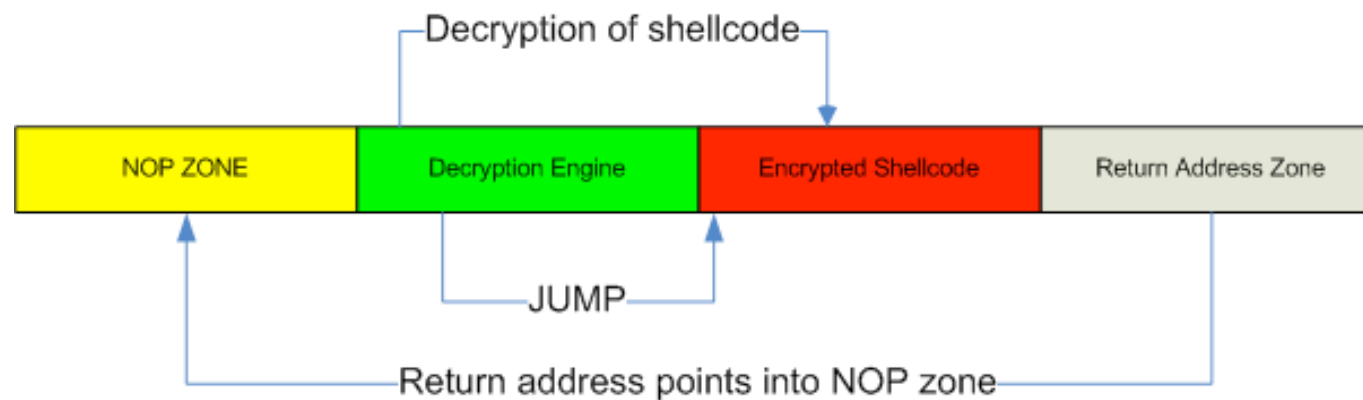 Decryption of shellcode
NOP ZONE
Decryption Engine
Encrypted Shellcode
Return Address Zone
JUMP
Return address points into NOP zone